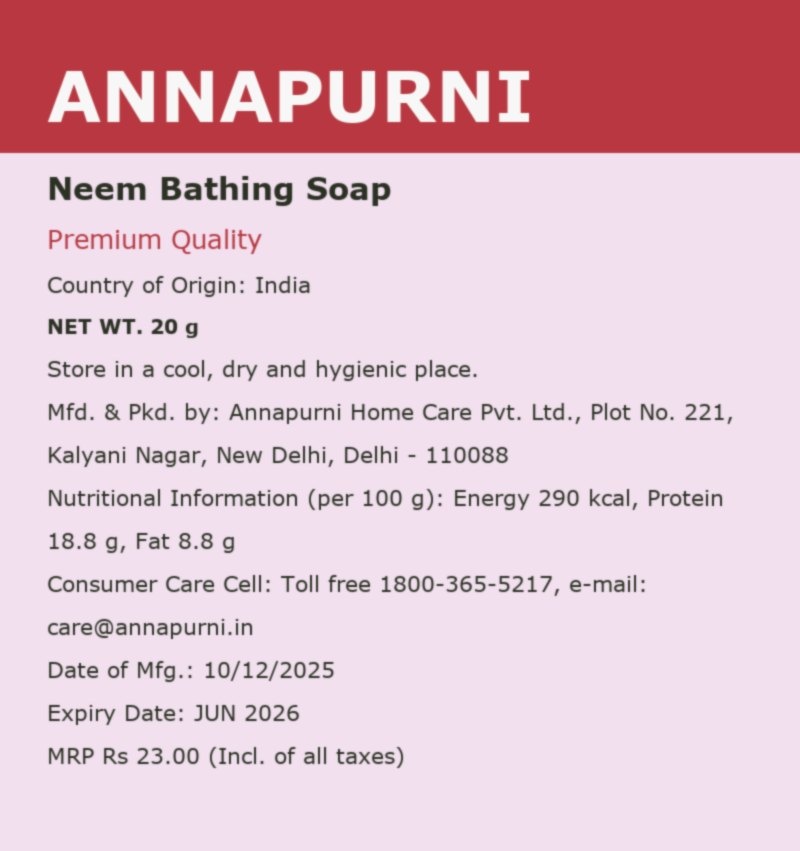 ANNAPURNI
Neem Bathing Soap
Premium Quality
Country of Origin: India
NET WT. 20 g
Store in a cool, dry and hygienic place.
Mfd. & Pkd. by: Annapurni Home Care Pvt. Ltd., Plot No. 221,
Kalyani Nagar, New Delhi, Delhi - 110088
Nutritional Information (per 100 g): Energy 290 kcal, Protein
18.8 g, Fat 8.8 g
Consumer Care Cell: Toll free 1800-365-5217, e-mail:
care@annapurni.in
Date of Mfg.: 10/12/2025
Expiry Date: JUN 2026
MRP Rs 23.00 (Incl. of all taxes)